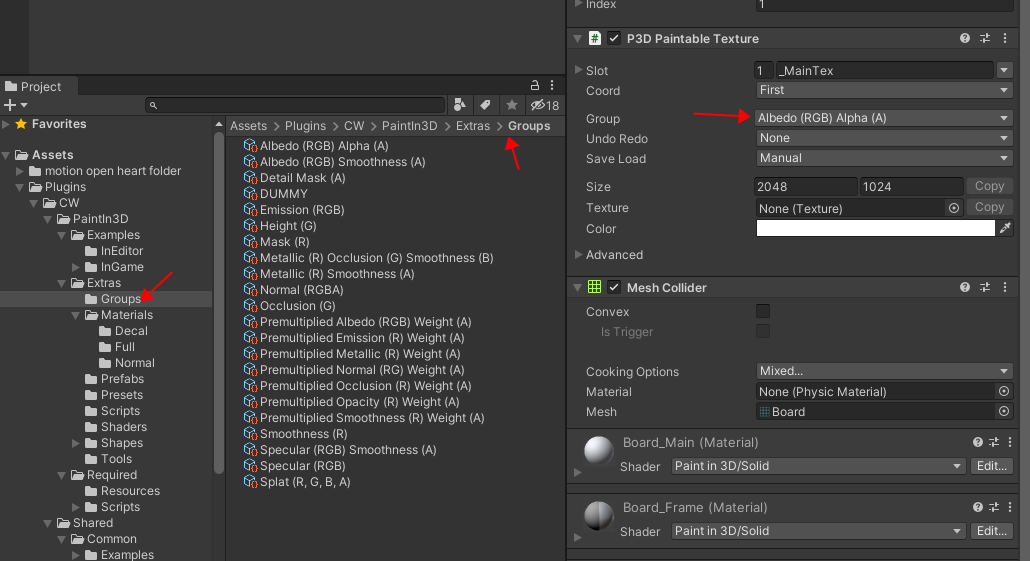 Index 1
P3D Paintable Texture
Slot 1 _MainTex
Coord First
Group Albedo (RGB) Alpha (A)
Undo Redo None
Save Load Manual
Size 2048 1024 Copy
Texture None (Texture) Copy
Color
Advanced
Mesh Collider
Convex
Is Trigger
Cooking Options Mixed...
Material None (Physic Material)
Mesh Board
Board_Main (Material)
Shader Paint in 3D/Solid Edit...
Board_Frame (Material)
Shader Paint in 3D/Solid Edit...
Project
18
Favorites
Assets
motion open heart folder
Plugins
CW
PaintIn3D
Examples
InEditor
InGame
Extras
Groups
Materials
Decal
Full
Normal
Prefabs
Presets
Scripts
Shaders
Shapes
Tools
Required
Resources
Scripts
Shared
Common
Examples
Assets > Plugins > CW > PaintIn3D > Extras > Groups
Albedo (RGB) Alpha (A)
Albedo (RGB) Smoothness (A)
Detail Mask (A)
DUMMY
Emission (RGB)
Height (G)
Mask (R)
Metallic (R) Occlusion (G) Smoothness (B)
Metallic (R) Smoothness (A)
Normal (RGBA)
Occlusion (G)
Premultiplied Albedo (RGB) Weight (A)
Premultiplied Emission (R) Weight (A)
Premultiplied Metallic (R) Weight (A)
Premultiplied Normal (RG) Weight (A)
Premultiplied Occlusion (R) Weight (A)
Premultiplied Opacity (R) Weight (A)
Premultiplied Smoothness (R) Weight (A)
Smoothness (R)
Specular (RGB) Smoothness (A)
Specular (RGB)
Splat (R, G, B, A)